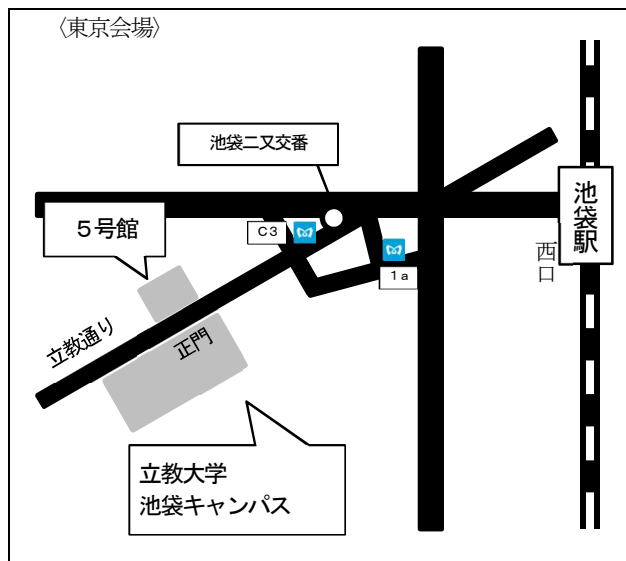 〈東京会場〉
池袋二又交番
池袋駅
西口
５号館
Ｃ３
１ａ
立教通り
正門
立教大学
池袋キャンパス